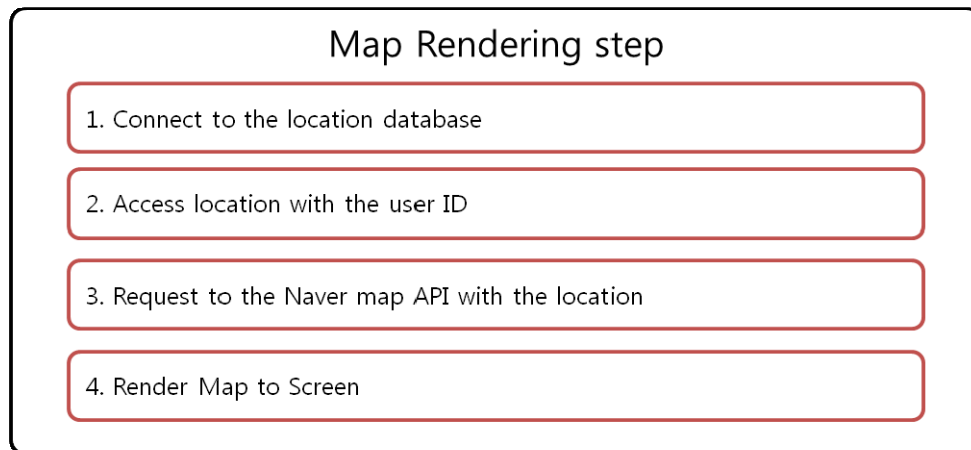 Map Rendering step
1. Connect to the location database
2. Access location with the user ID
3. Request to the Naver map API with the location
4. Render Map to Screen